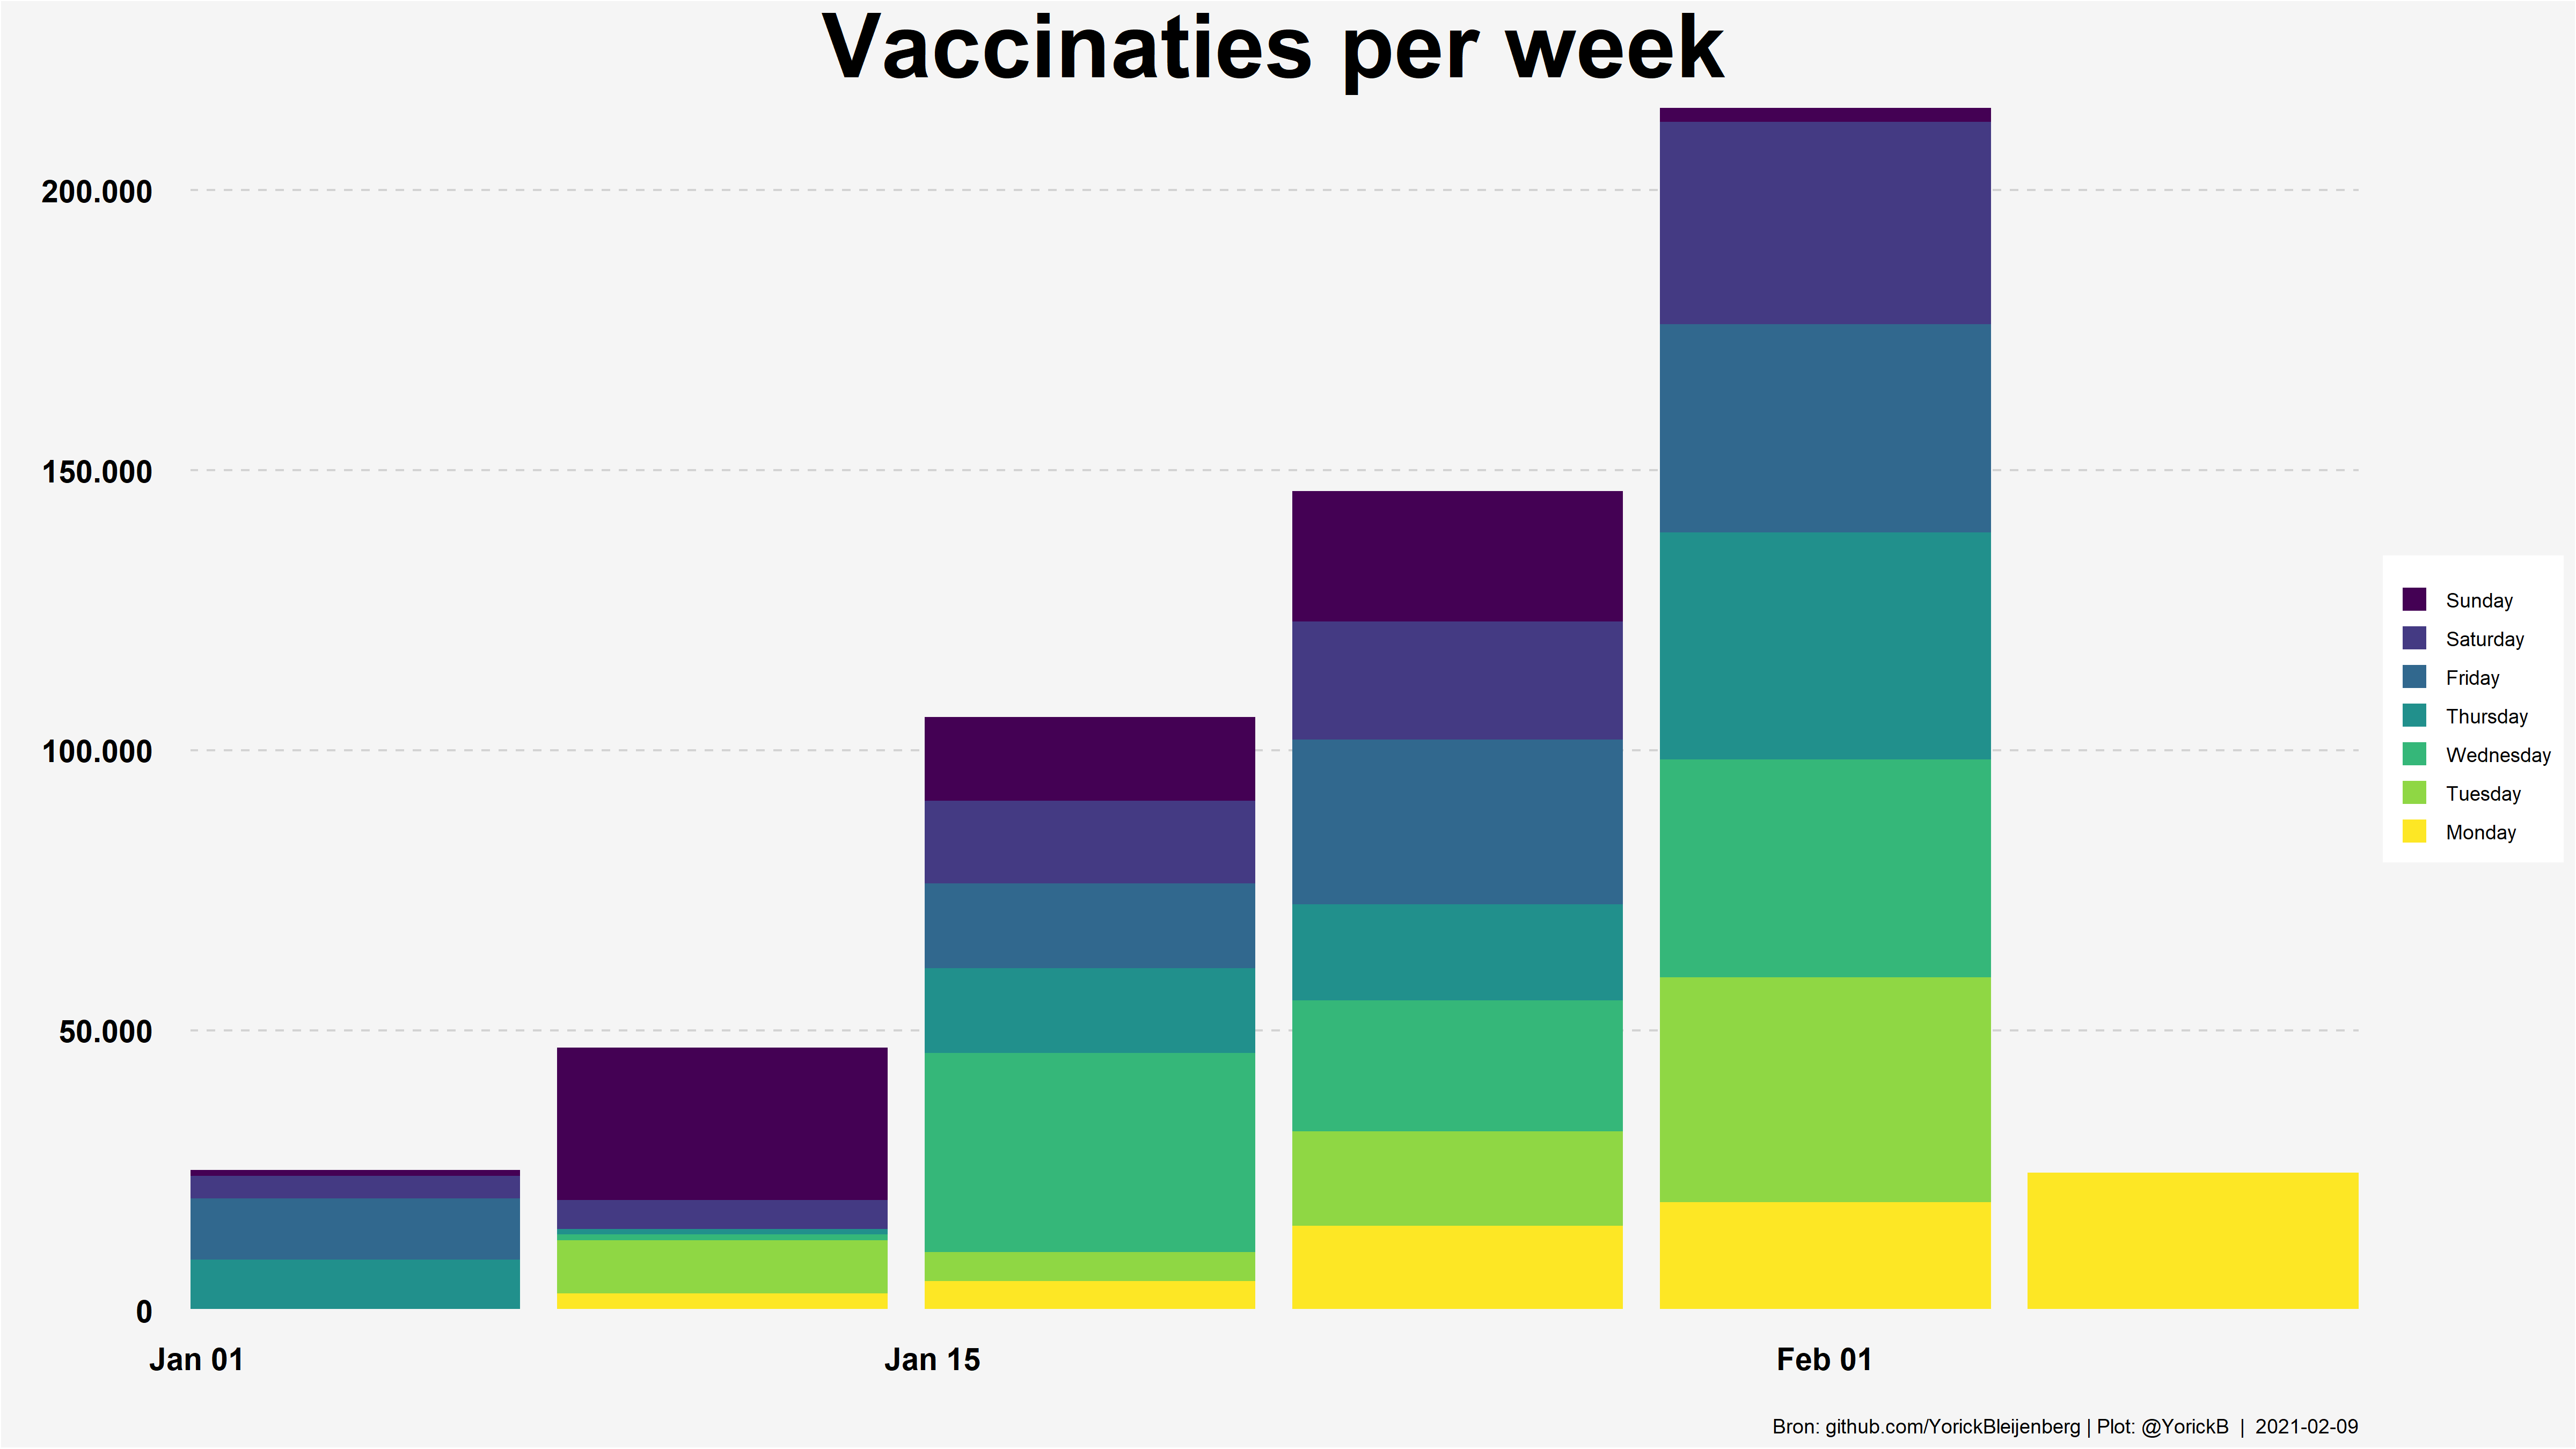 Vaccinaties per week
200.000
150.000
100.000
50.000
0
Jan 01
Jan 15
Feb 01
Sunday
Saturday
Friday
Thursday
Wednesday
Tuesday
Monday
Bron: github.com/YorickBleijenberg | Plot: @YorickB | 2021-02-09